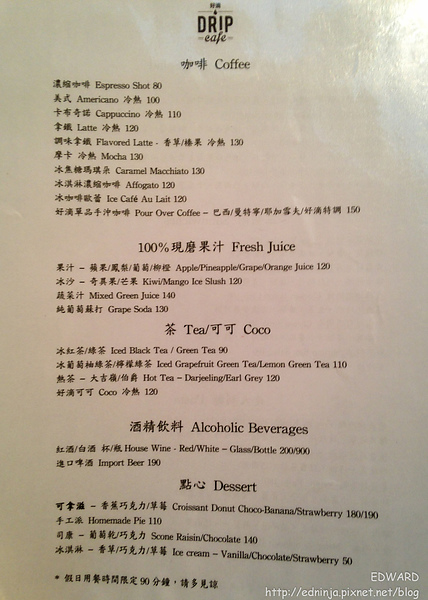 好滴
DRIP
cafe
咖啡 Coffee
濃縮咖啡 Espresso Shot 80
美式 Americano 冷熱 100
卡布奇諾 Cappuccino 冷熱 110
拿鐵 Latte 冷熱 120
調味拿鐵 Flavored Latte - 香草/榛果 冷熱 130
摩卡 冷熱 Mocha 130
冰焦糖瑪琪朵 Caramel Macchiato 130
冰淇淋濃縮咖啡 Affogato 120
冰咖啡歐蕾 Ice Café Au Lait 120
好滴單品手沖咖啡 Pour Over Coffee – 巴西/曼特寧/耶加雪夫/好滴特調 150
100%現磨果汁 Fresh Juice
果汁 – 蘋果/鳳梨/葡萄/柳橙 Apple/Pineapple/Grape/Orange Juice 120
冰沙 – 奇異果/芒果 Kiwi/Mango Ice Slush 120
蔬菜汁 Mixed Green Juice 140
純葡萄蘇打 Grape Soda 130
茶 Tea/可可 Coco
冰紅茶/綠茶 Iced Black Tea / Green Tea 90
冰葡萄柚綠茶/檸檬綠茶 Iced Grapefruit Green Tea/Lemon Green Tea 110
熱茶 – 大吉嶺/伯爵 Hot Tea – Darjeeling/Earl Grey 120
好滴可可 Coco 冷熱 120
酒精飲料 Alcoholic Beverages
紅酒/白酒 杯/瓶 House Wine - Red/White – Glass/Bottle 200/900
進口啤酒 Import Beer 190
點心 Dessert
可拿滋 – 香蕉巧克力/草莓 Croissant Donut Choco-Banana/Strawberry 180/190
手工派 Homemade Pie 110
司康 – 葡萄乾/巧克力 Scone Raisin/Chocolate 140
冰淇淋 – 香草/巧克力/草莓 Ice cream – Vanilla/Chocolate/Strawberry 50
* 假日用餐時間限定 90 分鐘，請多見諒
EDWARD
http://edninja.pixnet.net/blog